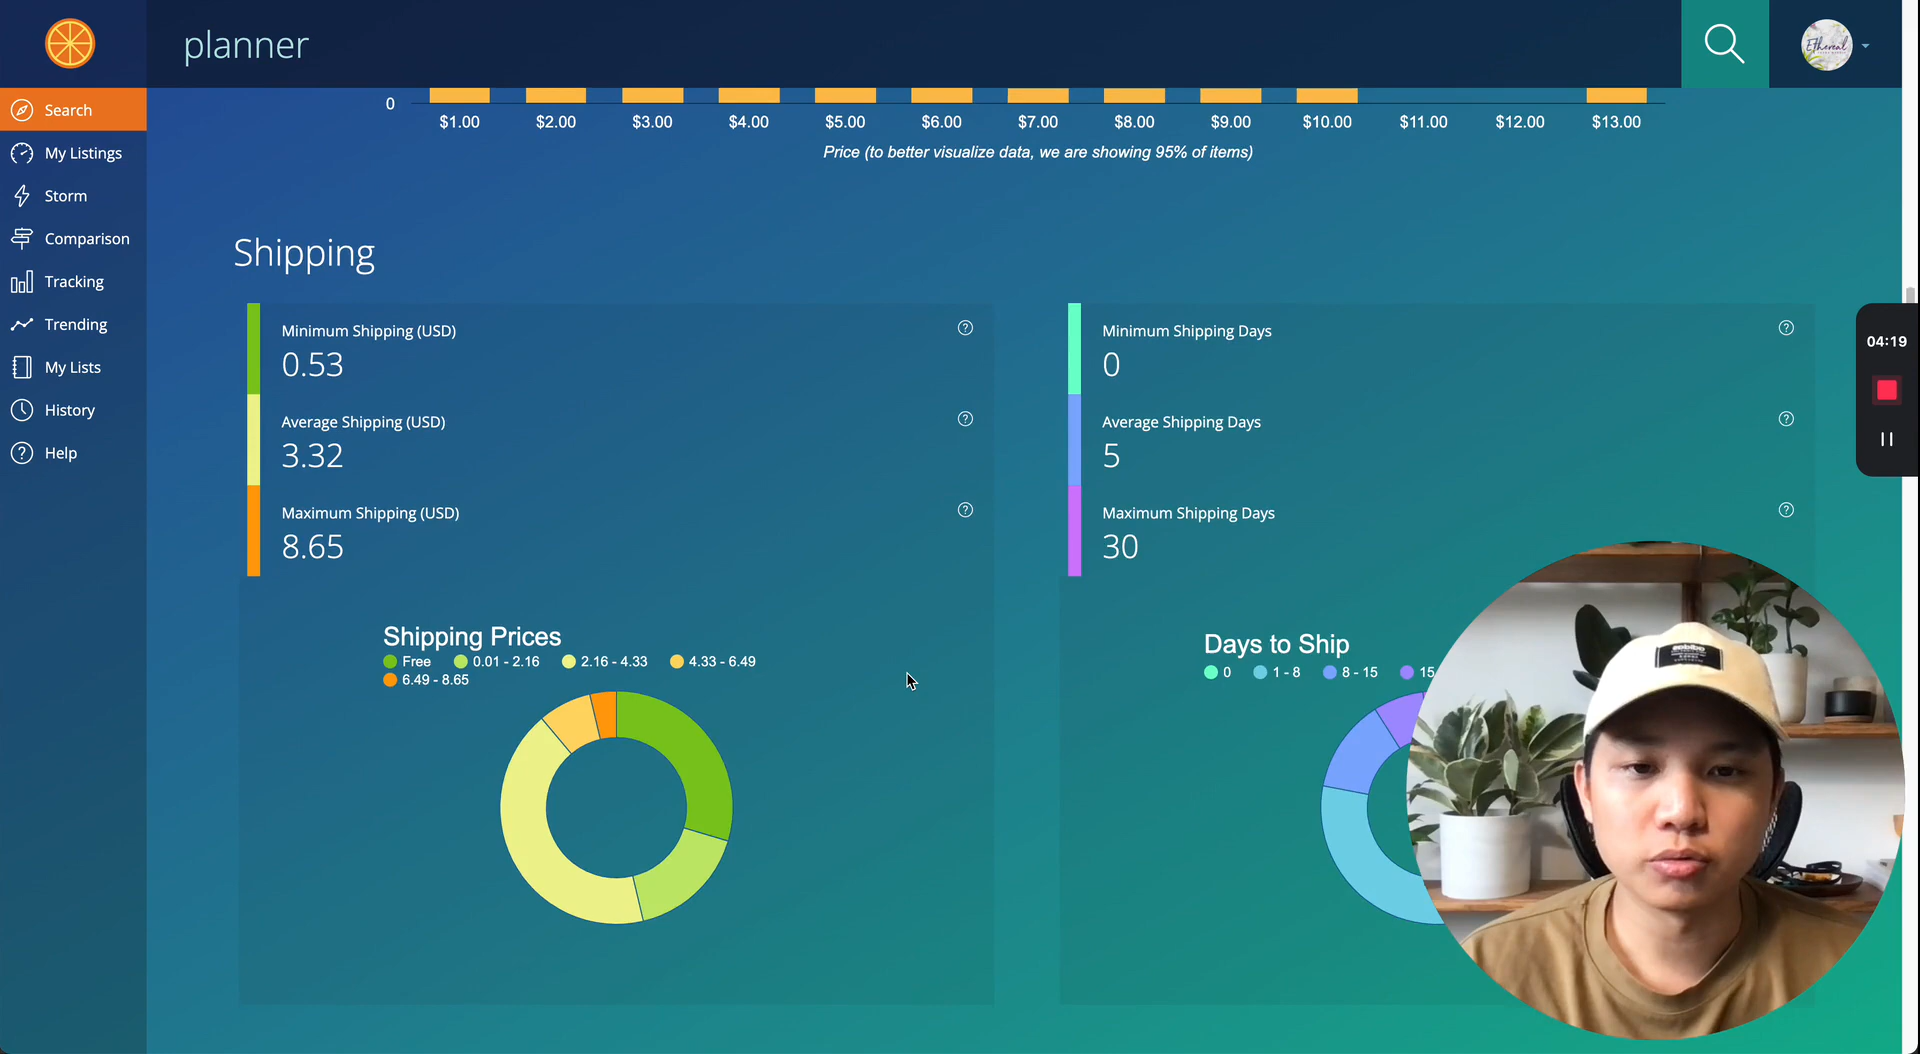 planner
Ethereal
Search
My Listings
Storm
Comparison
Tracking
Trending
My Lists
History
Help
0
$1.00 $2.00 $3.00 $4.00 $5.00 $6.00 $7.00 $8.00 $9.00 $10.00 $11.00 $12.00 $13.00
Price (to better visualize data, we are showing 95% of items)
Shipping
Minimum Shipping (USD)
0.53
Average Shipping (USD)
3.32
Maximum Shipping (USD)
8.65
Minimum Shipping Days
0
Average Shipping Days
5
Maximum Shipping Days
30
04:19
Shipping Prices
Free 0.01 - 2.16 2.16 - 4.33 4.33 - 6.49
6.49 - 8.65
Days to Ship
0 1 - 8 8 - 15 15